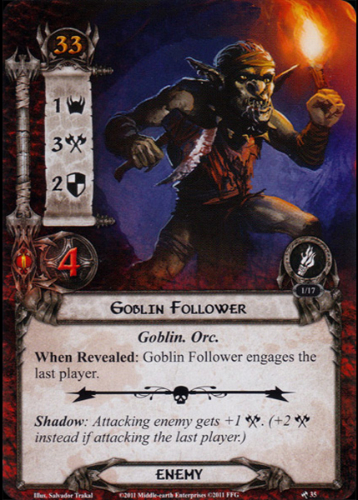 33
1
3
2
4
1/17
GOBLIN FOLLOWER
Goblin. Orc.
When Revealed: Goblin Follower engages the
last player.
Shadow: Attacking enemy gets +1 . (+2
instead if attacking the last player.)
ENEMY
Illus. Salvador Trakal ©2011 Middle-earth Enterprises ©2011 FFG 35